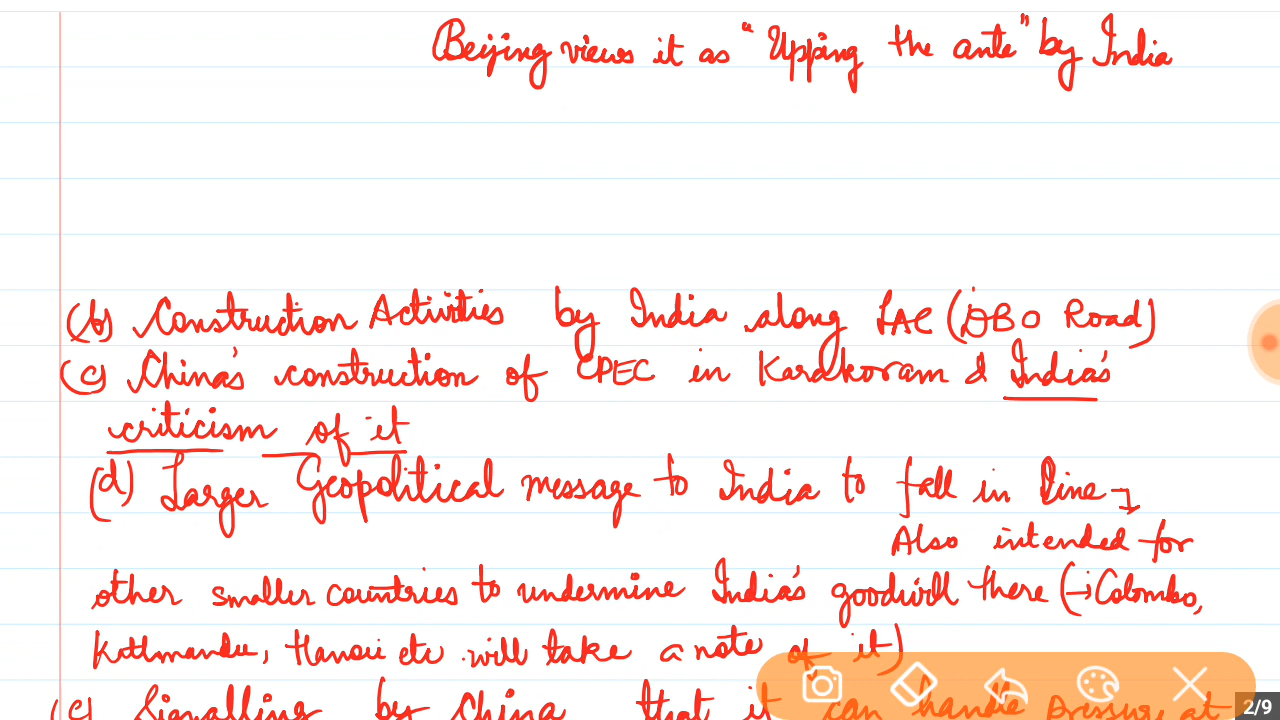 Beijing views it as "Upping the ante" by India
(b) Construction Activities by India along LAC (DBO Road)
(c) China's construction of CPEC in Karakoram & India's
criticism of it
(d) Larger Geopolitical message to India to fall in line →
Also intended for
other smaller countries to undermine India's goodwill there (→ Colombo,
Kathmandu, Hanoi etc. will take a note of it)
Signalling by China that it can handle pressure at
2/9